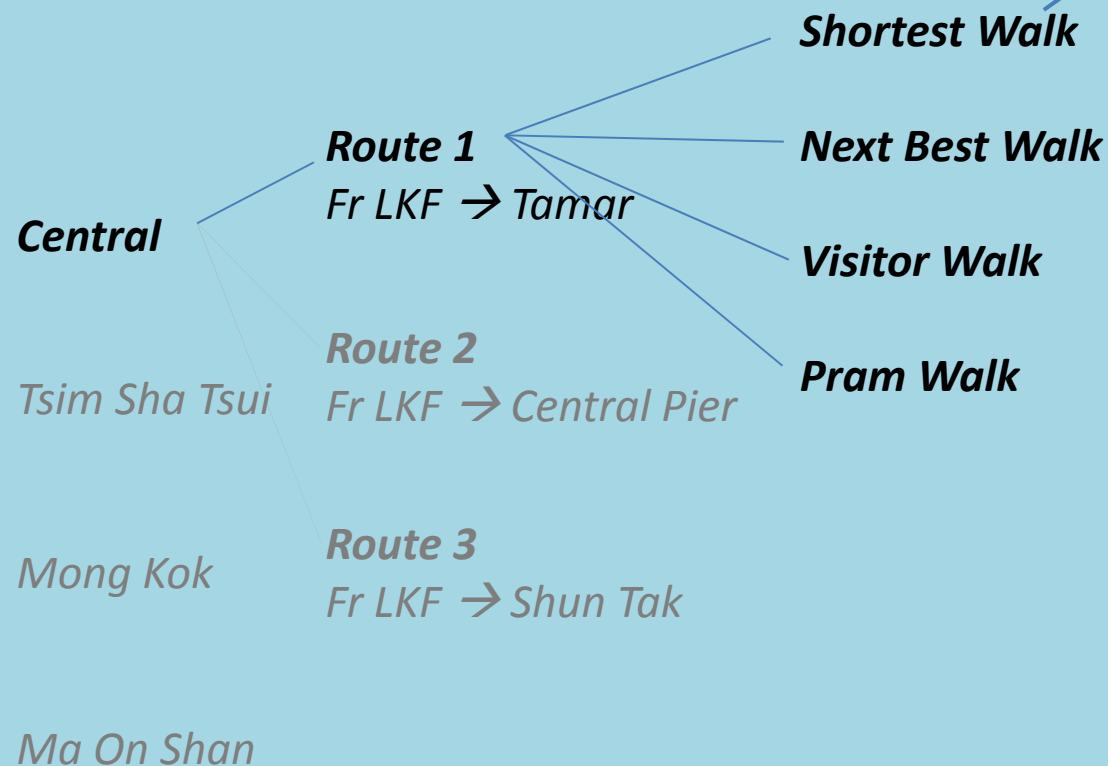 Central
Tsim Sha Tsui
Mong Kok
Ma On Shan
Route 1
Fr LKF → Tamar
Route 2
Fr LKF → Central Pier
Route 3
Fr LKF → Shun Tak
Shortest Walk
Next Best Walk
Visitor Walk
Pram Walk